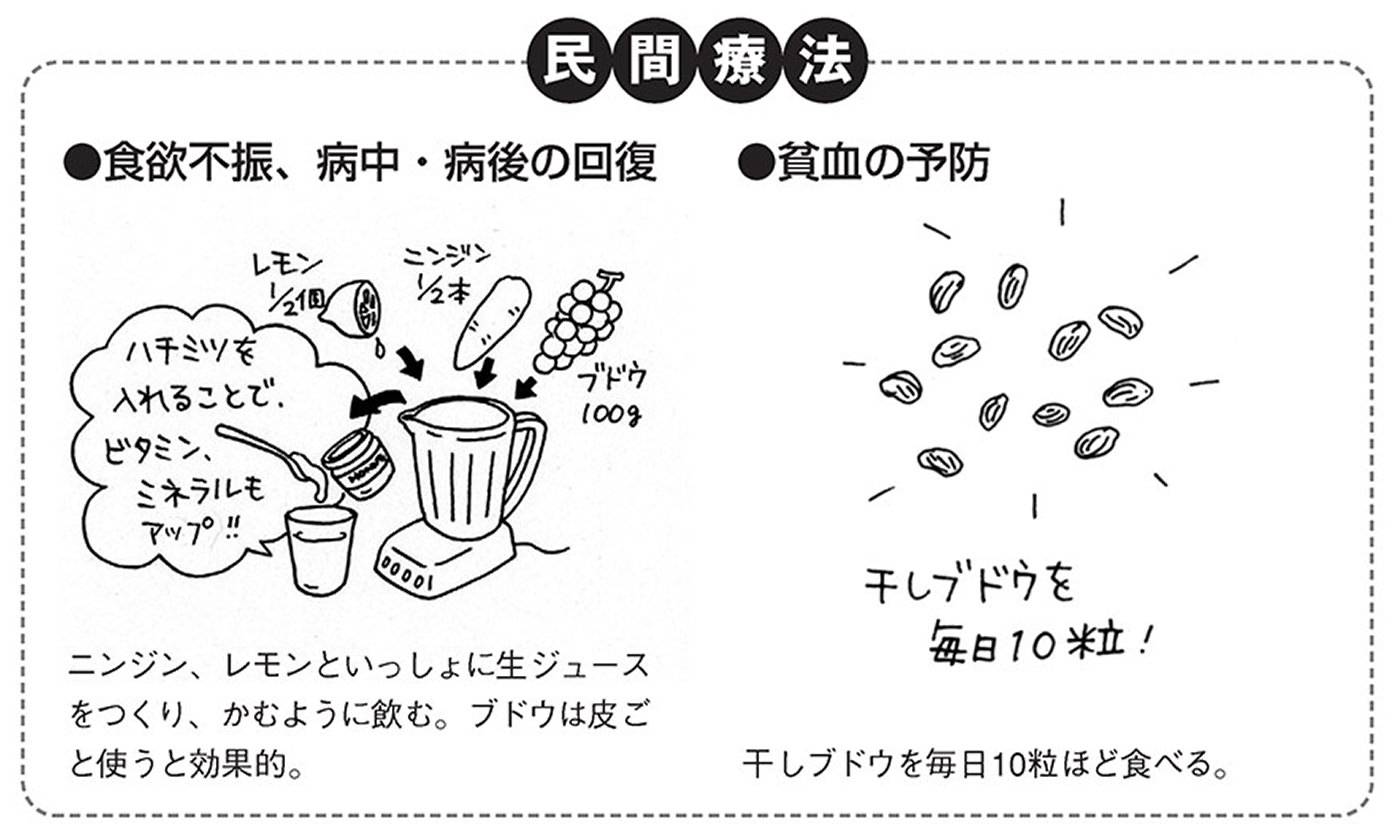 民間療法
●食欲不振、病中・病後の回復
レモン
1/2個
ニンジン
1/2本
ブドウ
100g
ハチミツを
入れることで、
ビタミン、
ミネラルも
アップ!!
Honey
ニンジン、レモンといっしょに生ジュース
をつくり、かむように飲む。ブドウは皮ご
と使うと効果的。
●貧血の予防
干しブドウを
毎日10粒!
干しブドウを毎日10粒ほど食べる。